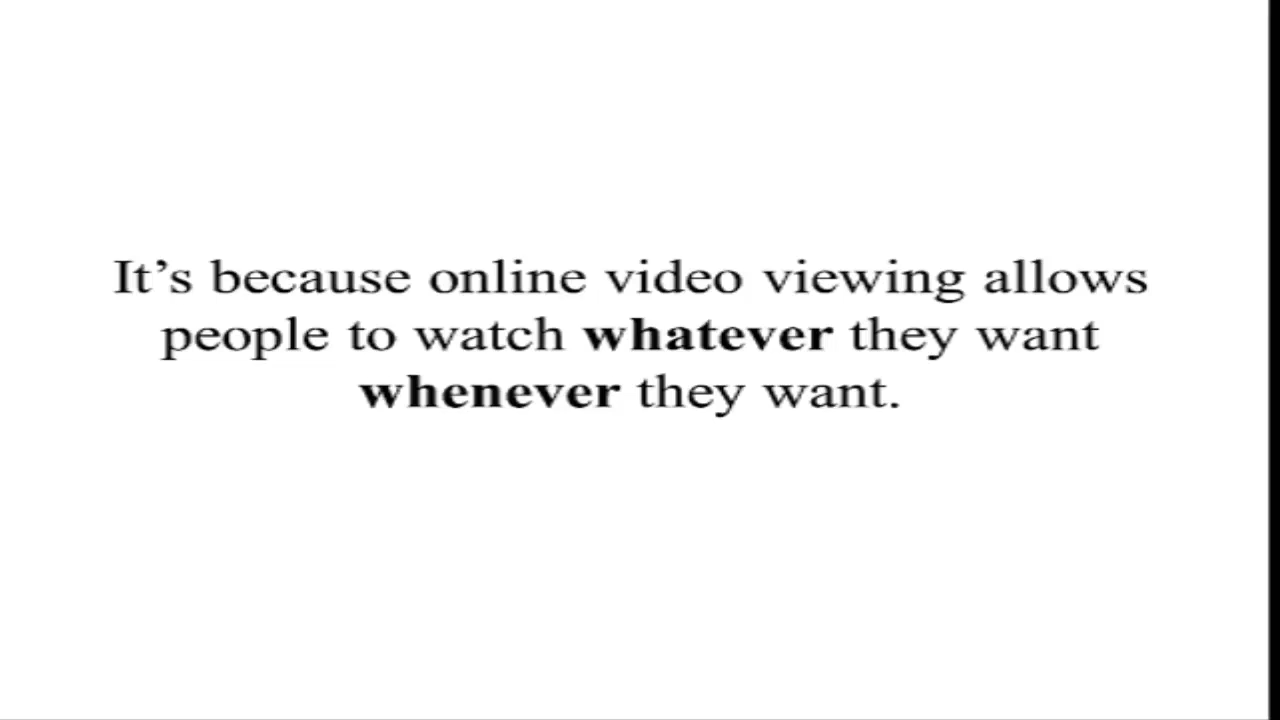 It’s because online video viewing allows
people to watch whatever they want
whenever they want.